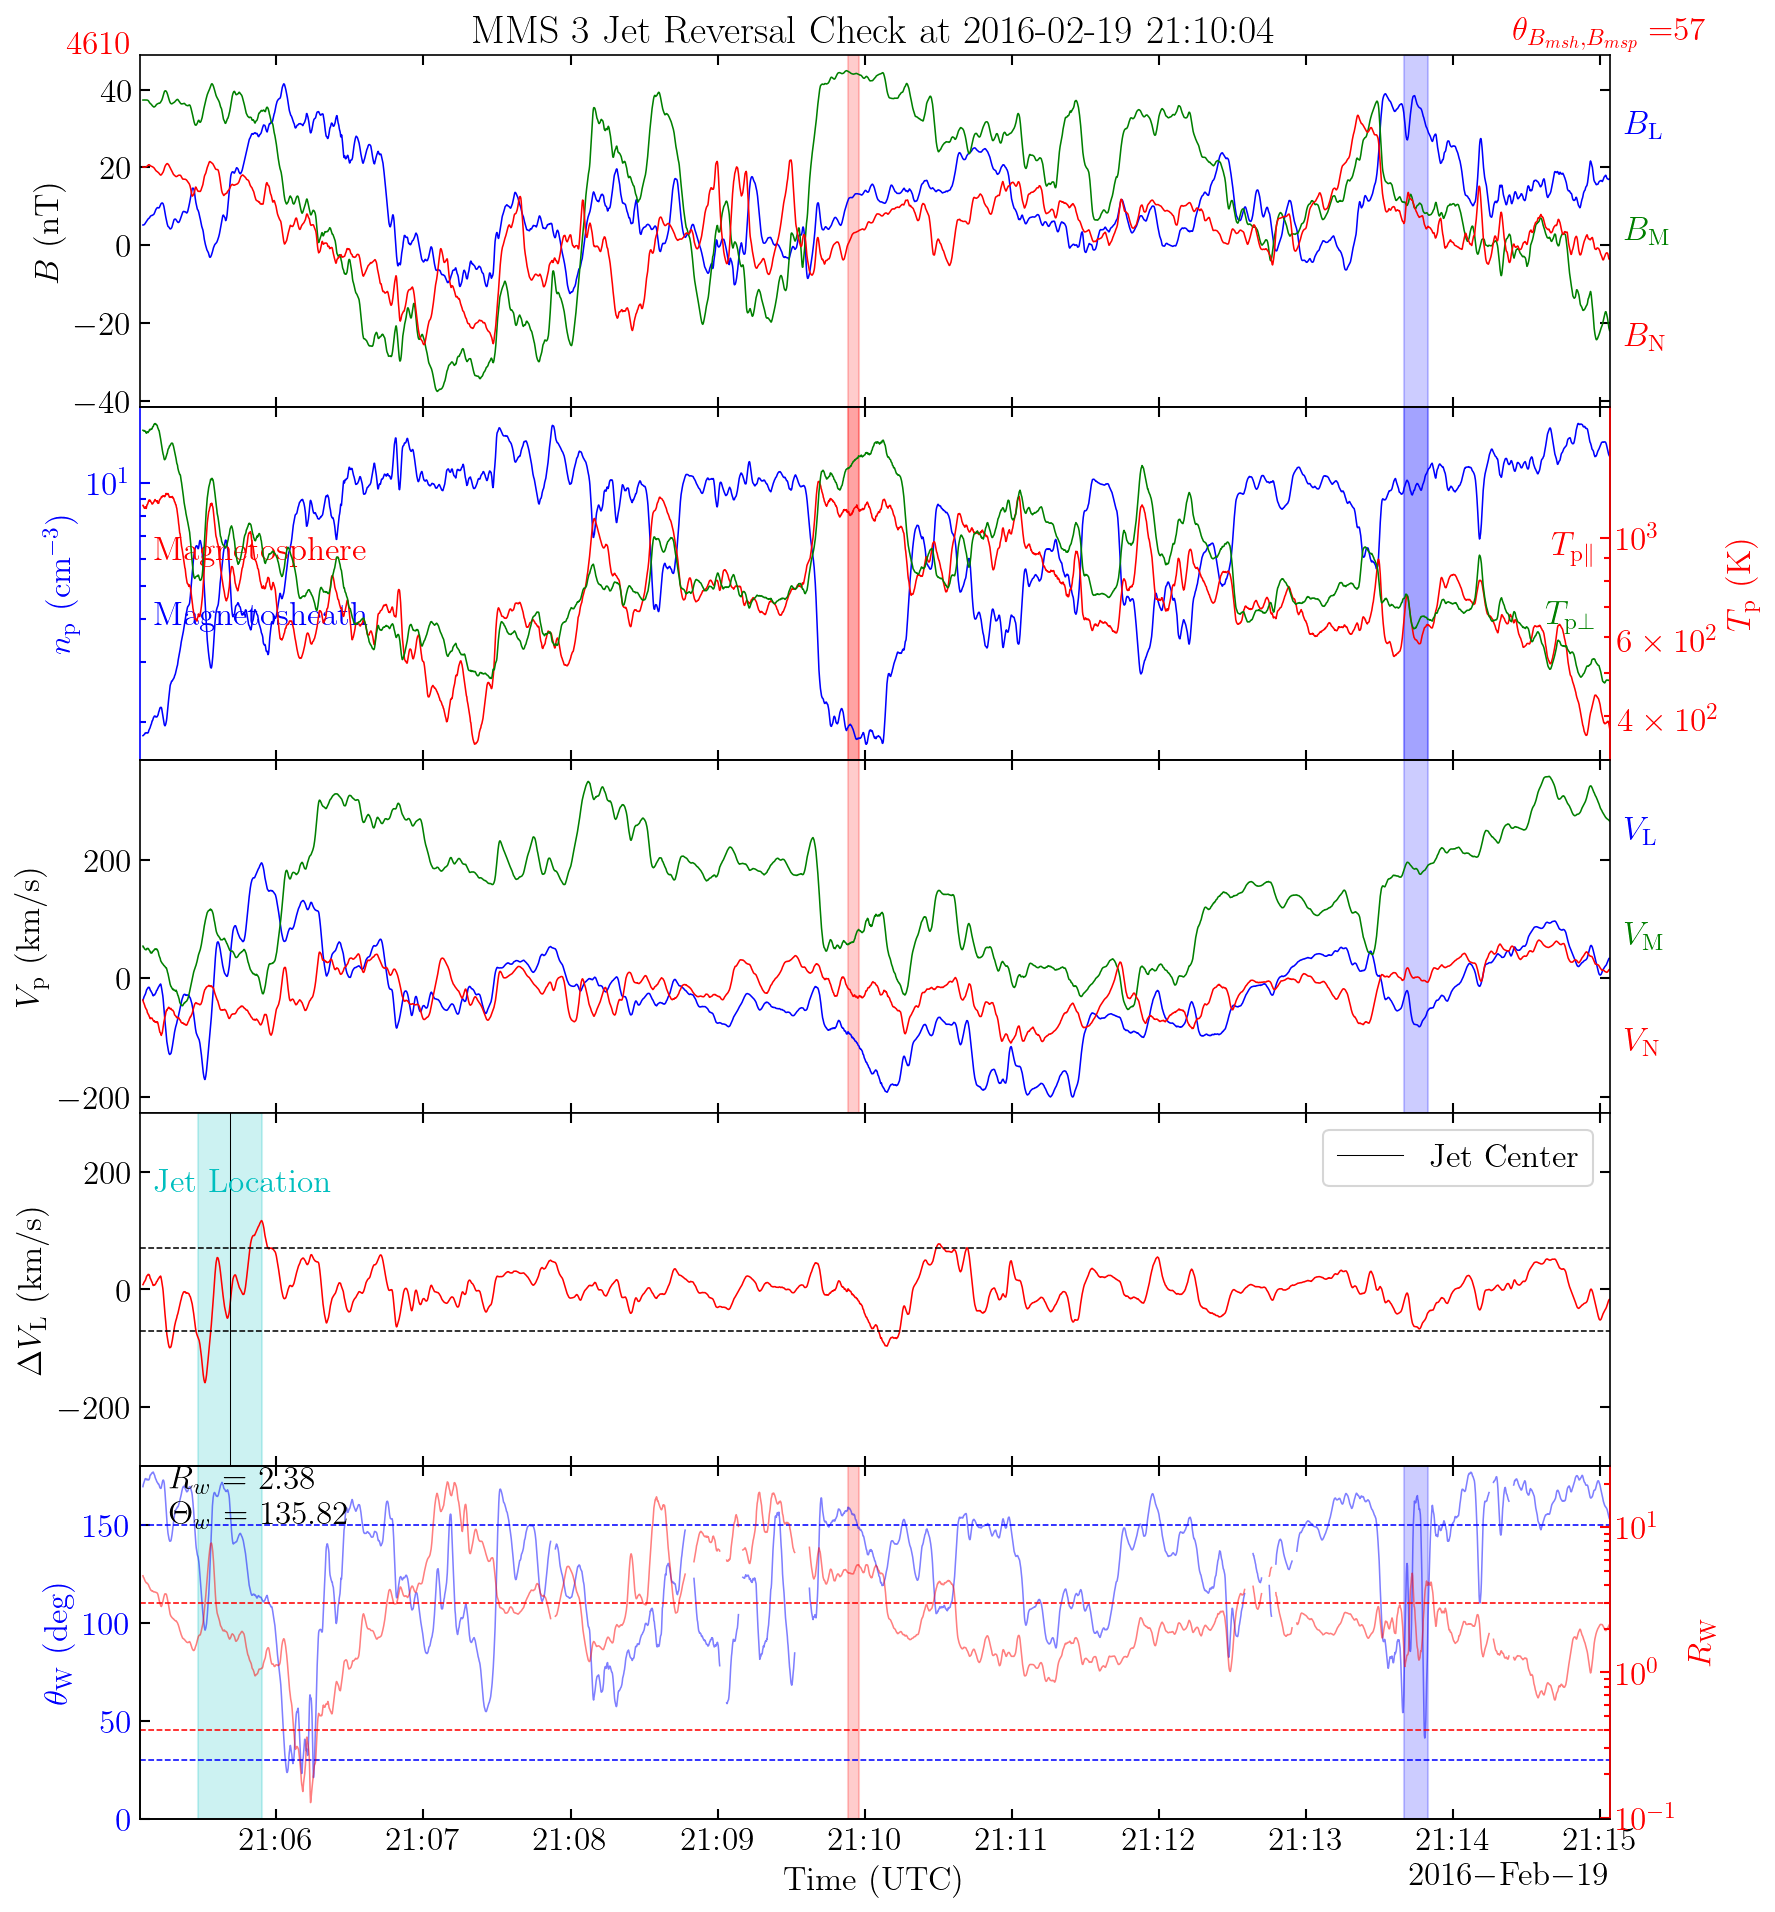 MMS 3 Jet Reversal Check at 2016-02-19 21:10:04
4610
θ_{B_{msh},B_{msp}} =57
40
20
0
−20
−40
B (nT)
B_L
B_M
B_N
10^1
n_p (cm^{−3})
Magnetosphere
Magnetosheath
T_{p∥}
T_{p⊥}
10^3
6 × 10^2
4 × 10^2
T_p (K)
200
0
−200
V_p (km/s)
V_L
V_M
V_N
200
0
−200
ΔV_L (km/s)
Jet Location
Jet Center
R_w = 2.38
Θ_w = 135.82
150
100
50
0
θ_W (deg)
10^1
10^0
10^{−1}
R_W
21:06 21:07 21:08 21:09 21:10 21:11 21:12 21:13 21:14 21:15
Time (UTC)
2016−Feb−19